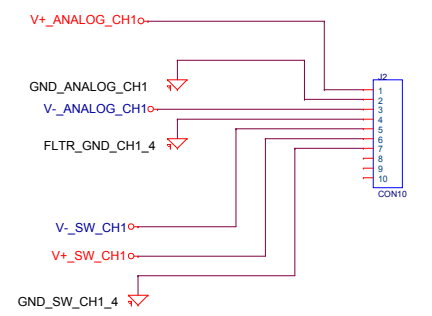 V+_ANALOG_CH1
J2
GND_ANALOG_CH1
1
2
V-_ANALOG_CH1
3
4
FLTR_GND_CH1_4
5
6
7
8
9
10
CON10
V-_SW_CH1
V+_SW_CH1
GND_SW_CH1_4